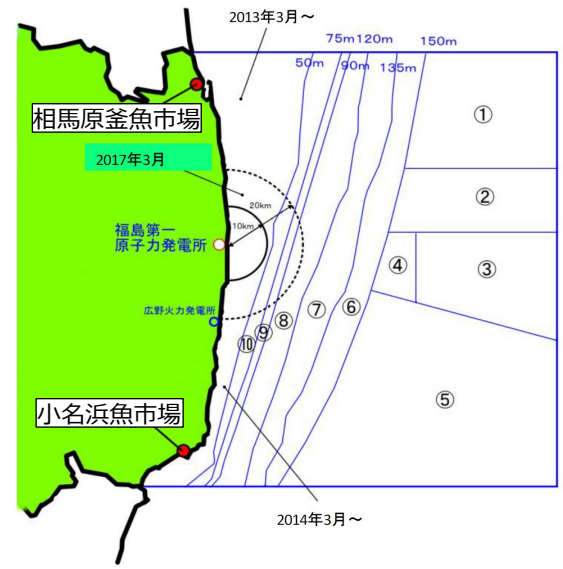 2013年3月～
75m
120m
150m
50m
90m
135m
①
相馬原釜魚市場
2017年3月
②
20km
10km
福島第一
原子力発電所
④
③
広野火力発電所
⑩
⑨
⑧
⑦
⑥
⑤
小名浜魚市場
2014年3月～